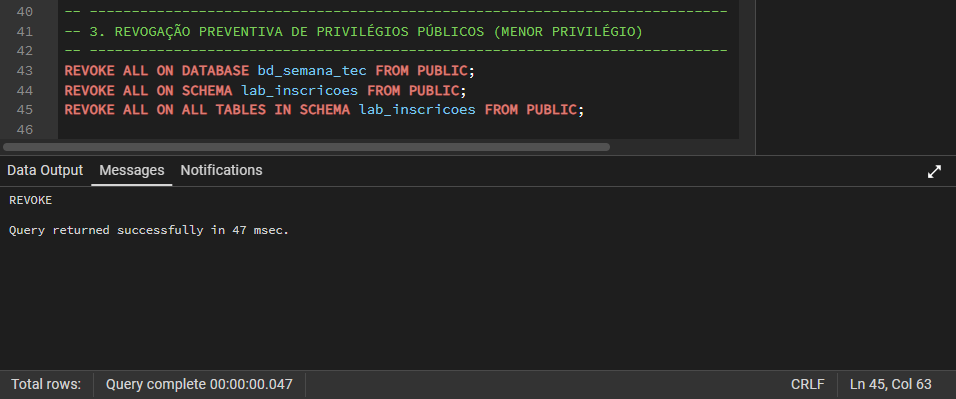 40 -- ----------------------------------------------------------------------------
41 -- 3. REVOGAÇÃO PREVENTIVA DE PRIVILÉGIOS PÚBLICOS (MENOR PRIVILÉGIO)
42 -- ----------------------------------------------------------------------------
43 REVOKE ALL ON DATABASE bd_semana_tec FROM PUBLIC;
44 REVOKE ALL ON SCHEMA lab_inscricoes FROM PUBLIC;
45 REVOKE ALL ON ALL TABLES IN SCHEMA lab_inscricoes FROM PUBLIC;
46
Data Output Messages Notifications
REVOKE
Query returned successfully in 47 msec.
Total rows: Query complete 00:00:00.047 CRLF Ln 45, Col 63